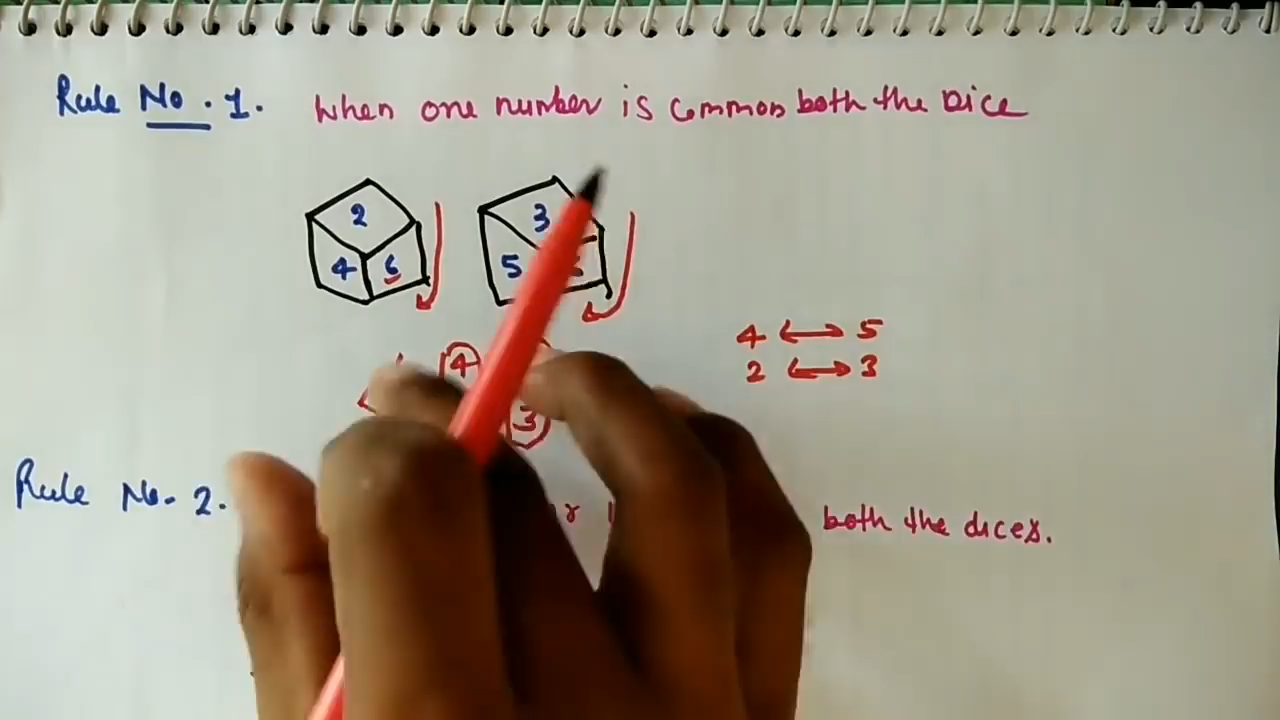 Rule No. 1. When one number is common both the Dice
2 3
4 6 5
4 ↔ 5
4
2 ↔ 3
3
Rule No. 2. both the dices.